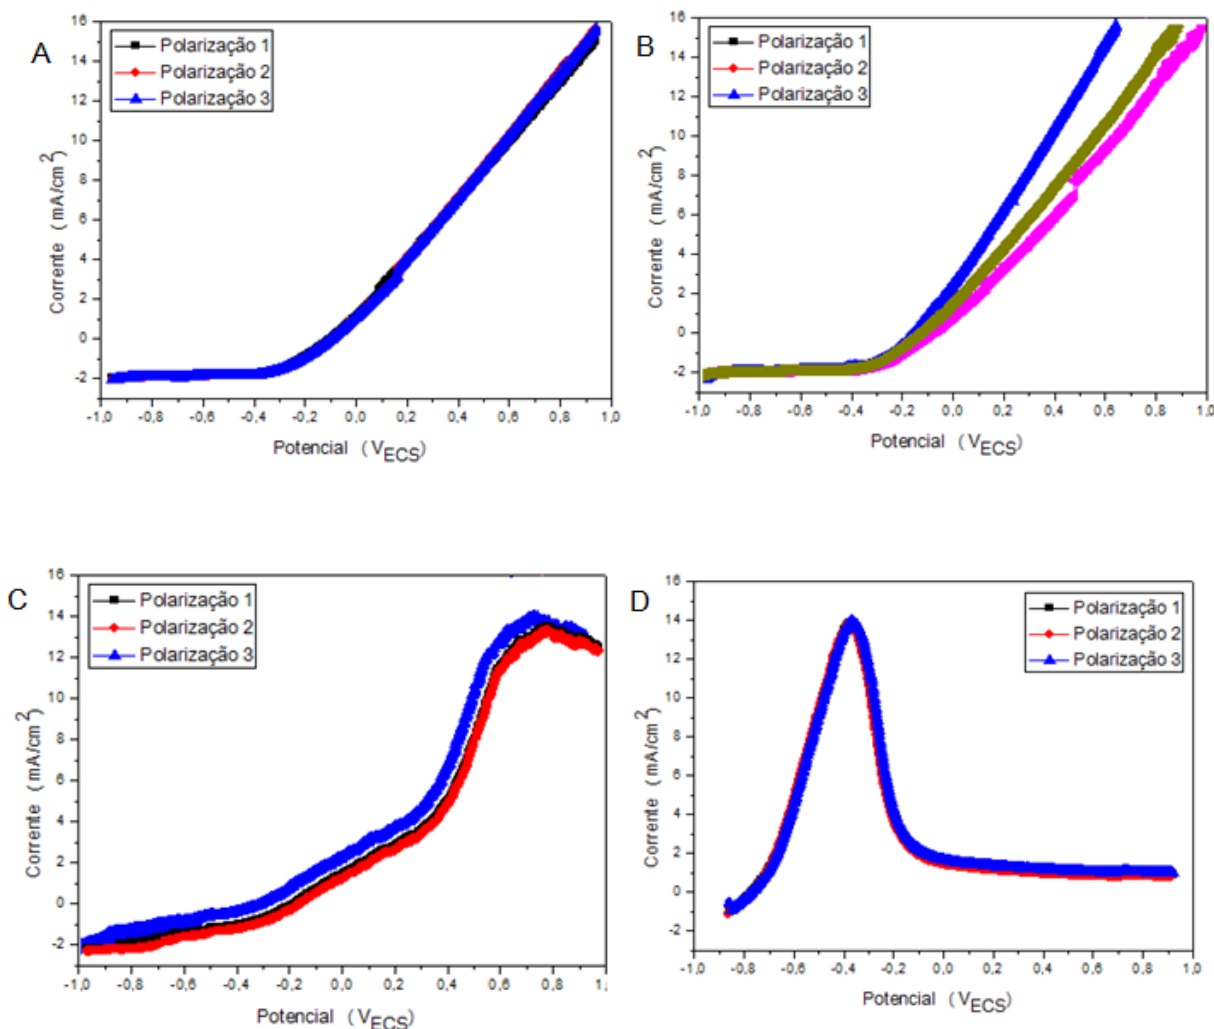 A
16
14
12
10
8
6
4
2
0
-2
Polarização 1
Polarização 2
Polarização 3
Corrente ( mA/cm2)
-1,0 -0,8 -0,6 -0,4 -0,2 0,0 0,2 0,4 0,6 0,8 1,0
Potencial ( VECS)
B
16
14
12
10
8
6
4
2
0
-2
Polarização 1
Polarização 2
Polarização 3
Corrente ( mA/cm2)
-1,0 -0,8 -0,6 -0,4 -0,2 0,0 0,2 0,4 0,6 0,8 1,0
Potencial ( VECS)
C
16
14
12
10
8
6
4
2
0
-2
Polarização 1
Polarização 2
Polarização 3
Corrente ( mA/cm2)
-1,0 -0,8 -0,6 -0,4 -0,2 0,0 0,2 0,4 0,6 0,8
Potencial ( VECS)
D
16
14
12
10
8
6
4
2
0
-2
Polarização 1
Polarização 2
Polarização 3
Corrente ( mA/cm2)
-1,0 -0,8 -0,6 -0,4 -0,2 0,0 0,2 0,4 0,6 0,8 1,0
Potencial ( VECS)